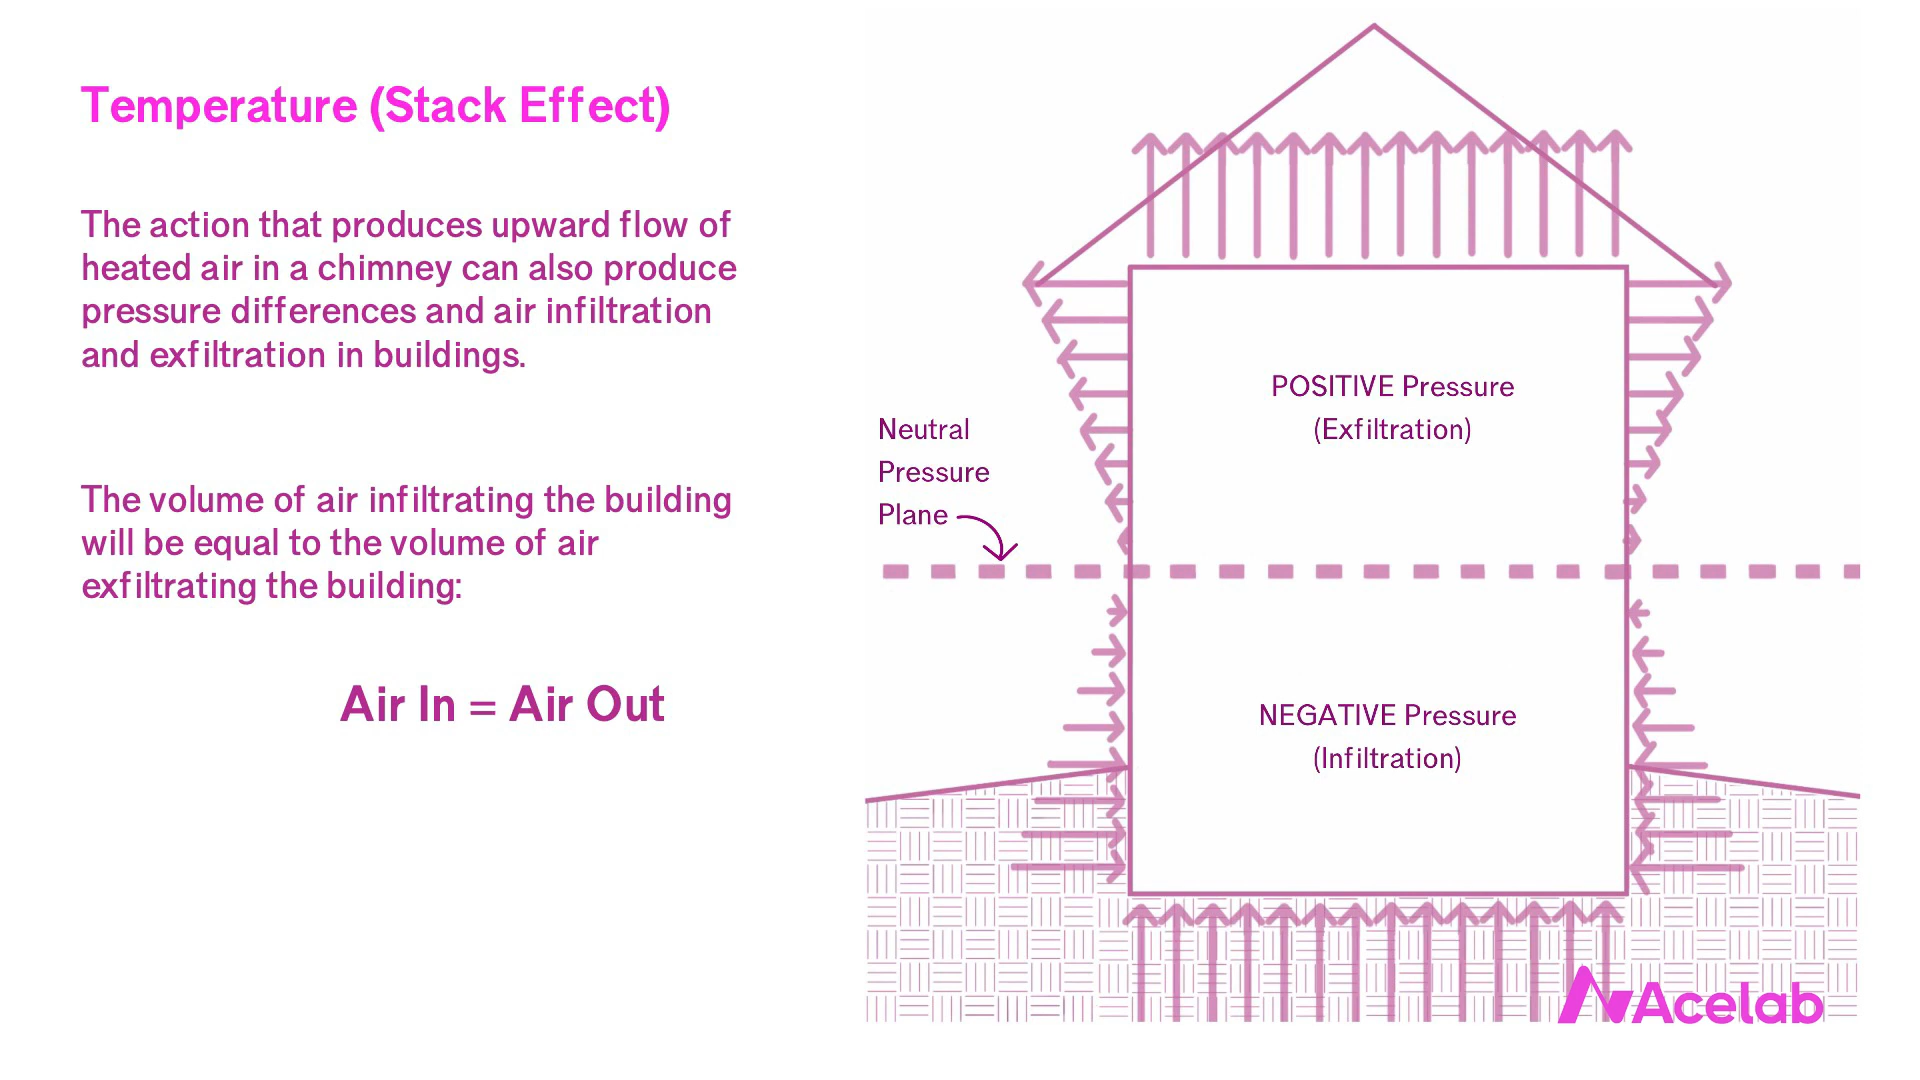 Temperature (Stack Effect)
The action that produces upward flow of
heated air in a chimney can also produce
pressure differences and air infiltration
and exfiltration in buildings.
The volume of air infiltrating the building
will be equal to the volume of air
exfiltrating the building:
Air In = Air Out
POSITIVE Pressure
(Exfiltration)
Neutral
Pressure
Plane
NEGATIVE Pressure
(Infiltration)
Acelab